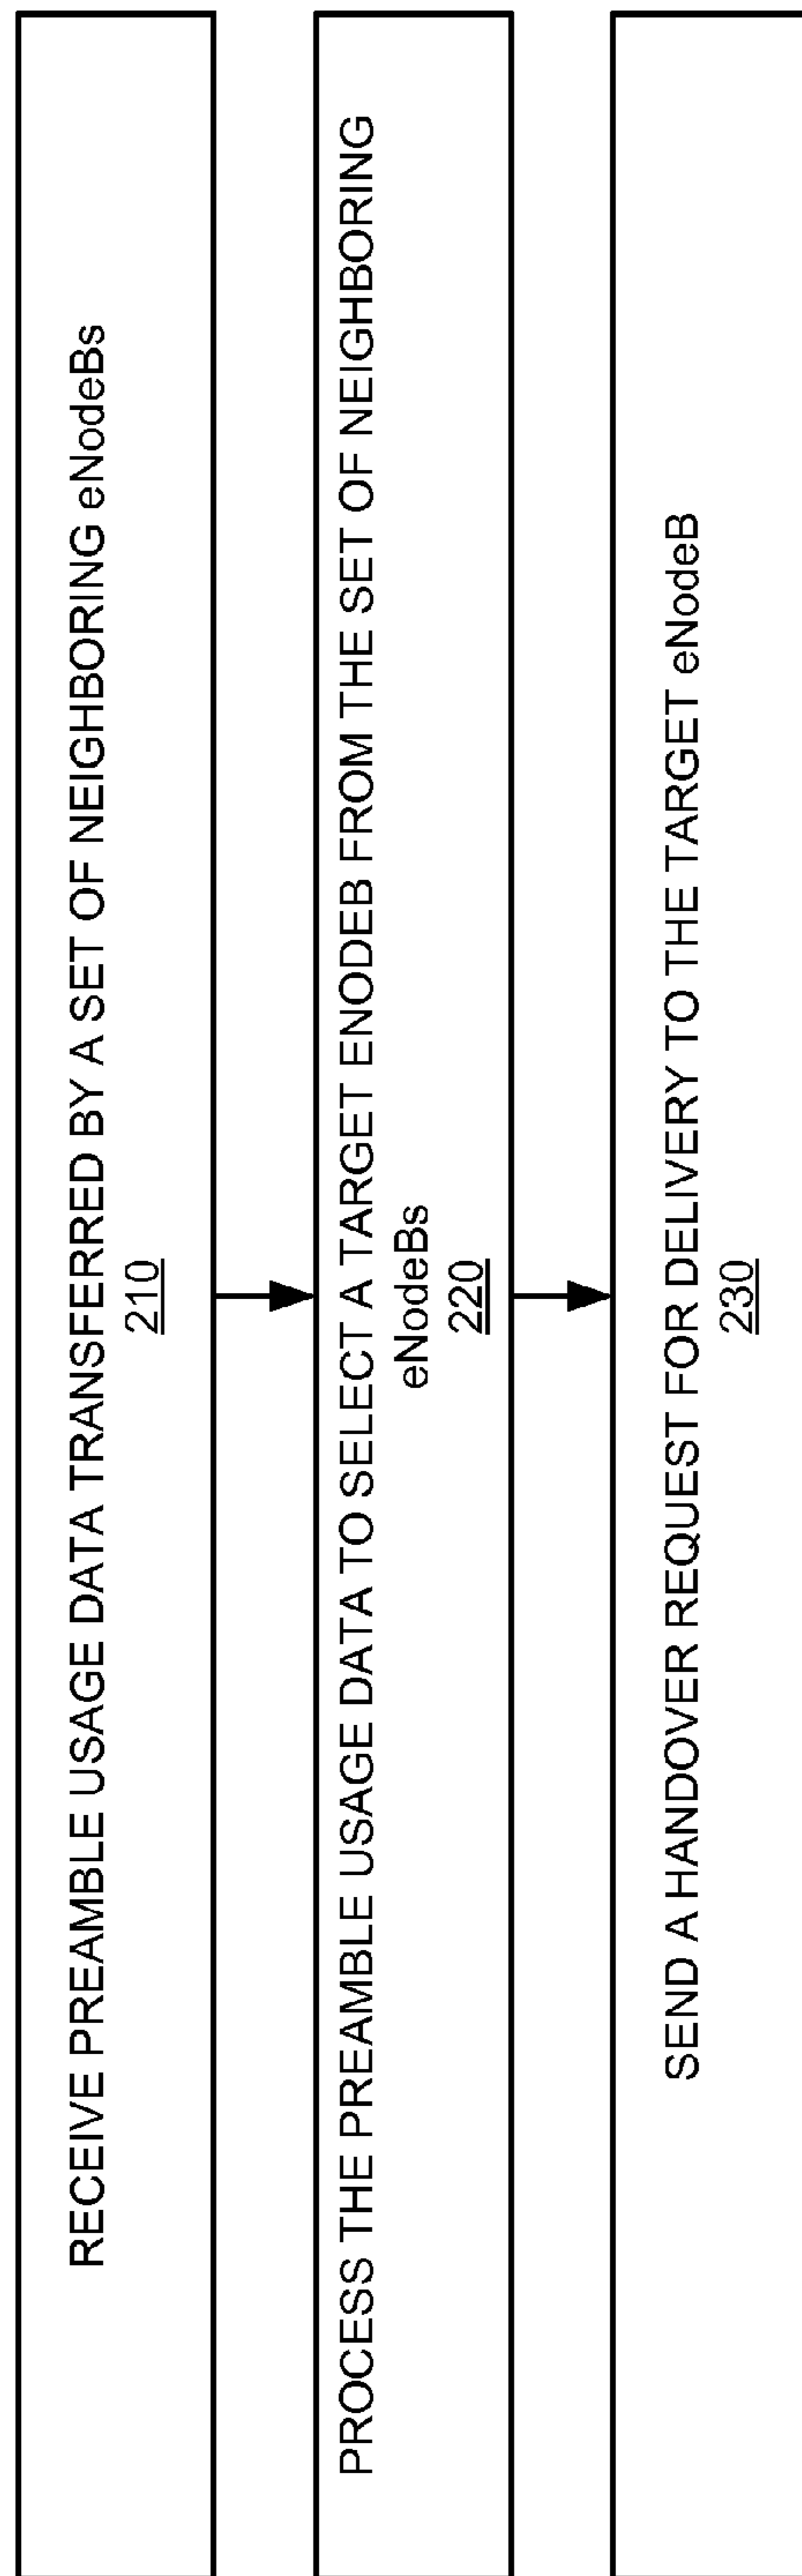 RECEIVE PREAMBLE USAGE DATA TRANSFERRED BY A SET OF NEIGHBORING eNodeBs
210
PROCESS THE PREAMBLE USAGE DATA TO SELECT A TARGET ENODEB FROM THE SET OF NEIGHBORING
eNodeBs
220
SEND A HANDOVER REQUEST FOR DELIVERY TO THE TARGET eNodeB
230